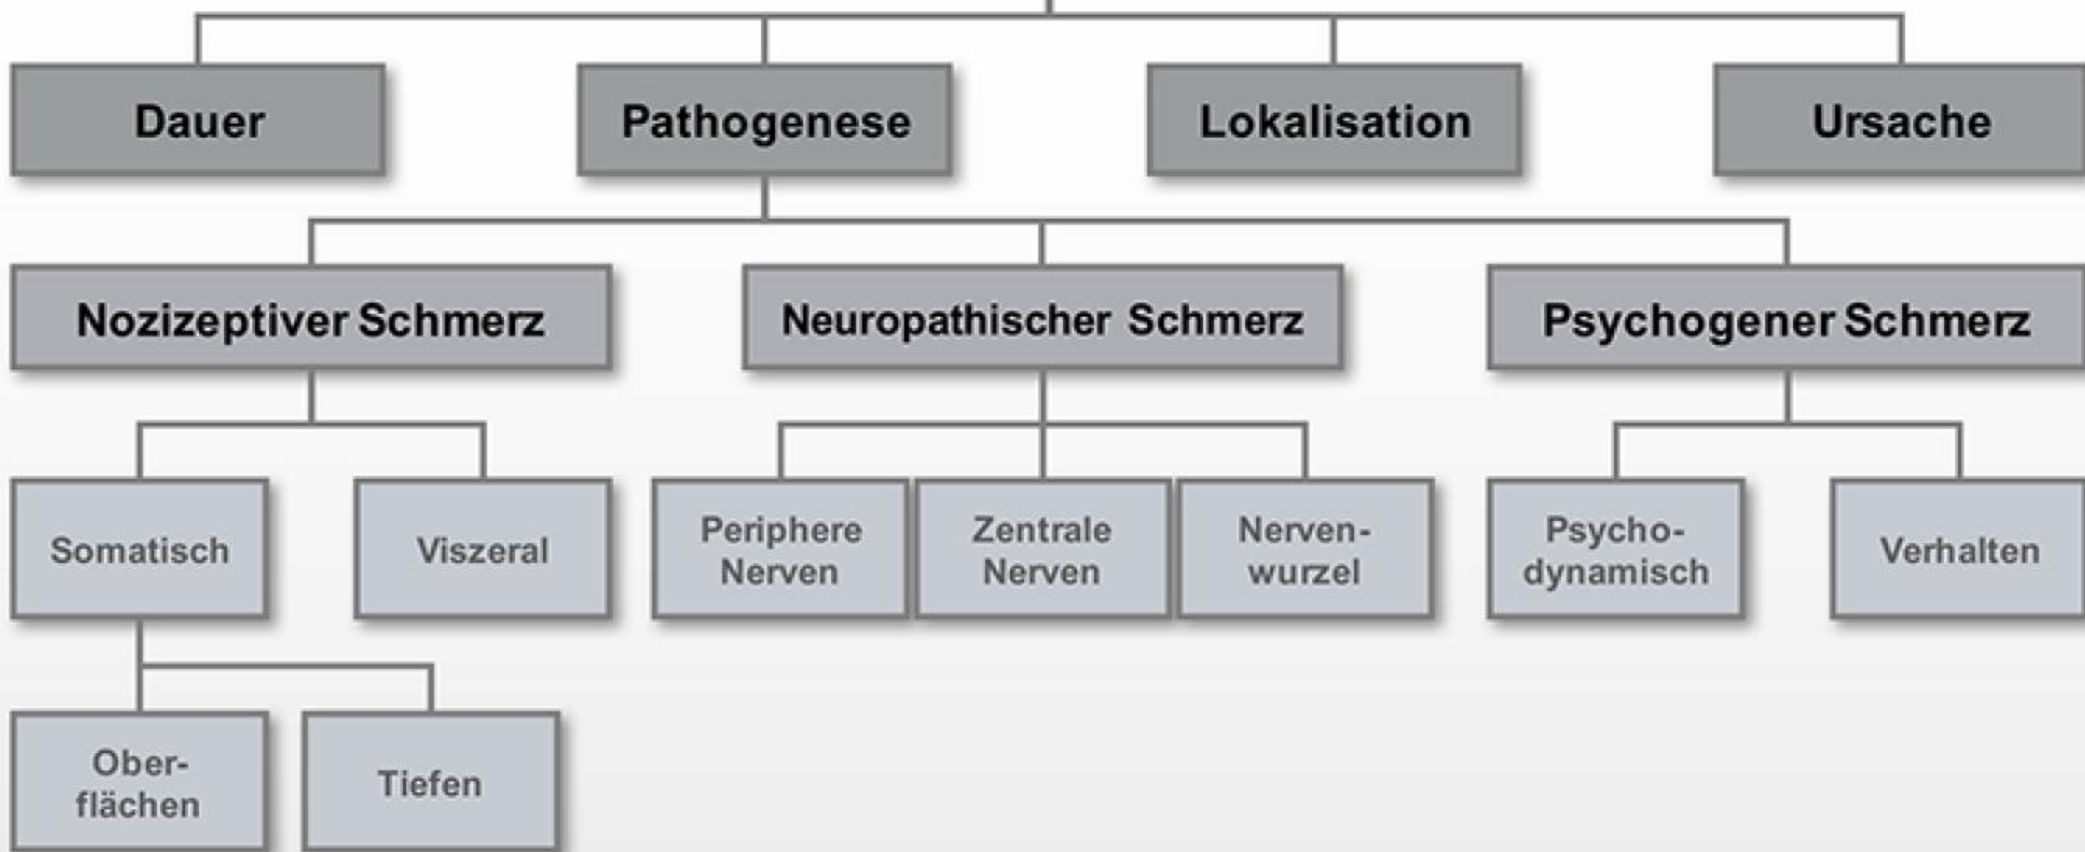 Dauer
Pathogenese
Lokalisation
Ursache
Nozizeptiver Schmerz
Neuropathischer Schmerz
Psychogener Schmerz
Somatisch
Viszeral
Periphere
Nerven
Zentrale
Nerven
Nerven-
wurzel
Psycho-
dynamisch
Verhalten
Ober-
flächen
Tiefen